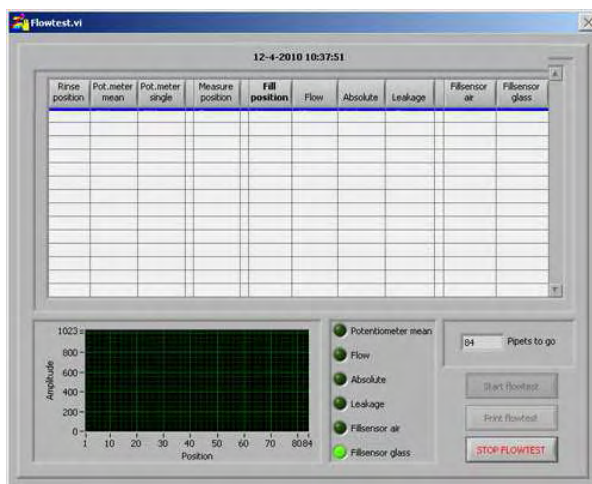 Flowtest.vi
12-4-2010 10:37:51
Rinse position
Pot.meter mean
Pot.meter single
Measure position
Fill position
Flow
Absolute
Leakage
Fillsensor air
Fillsensor glass
1023
800
600
400
200
0
Amplitude
1 10 20 30 40 50 60 70 8084
Position
Potentiometer mean
Flow
Absolute
Leakage
Fillsensor air
Fillsensor glass
84 Pipets to go
Start flowtest
Print flowtest
STOP FLOWTEST